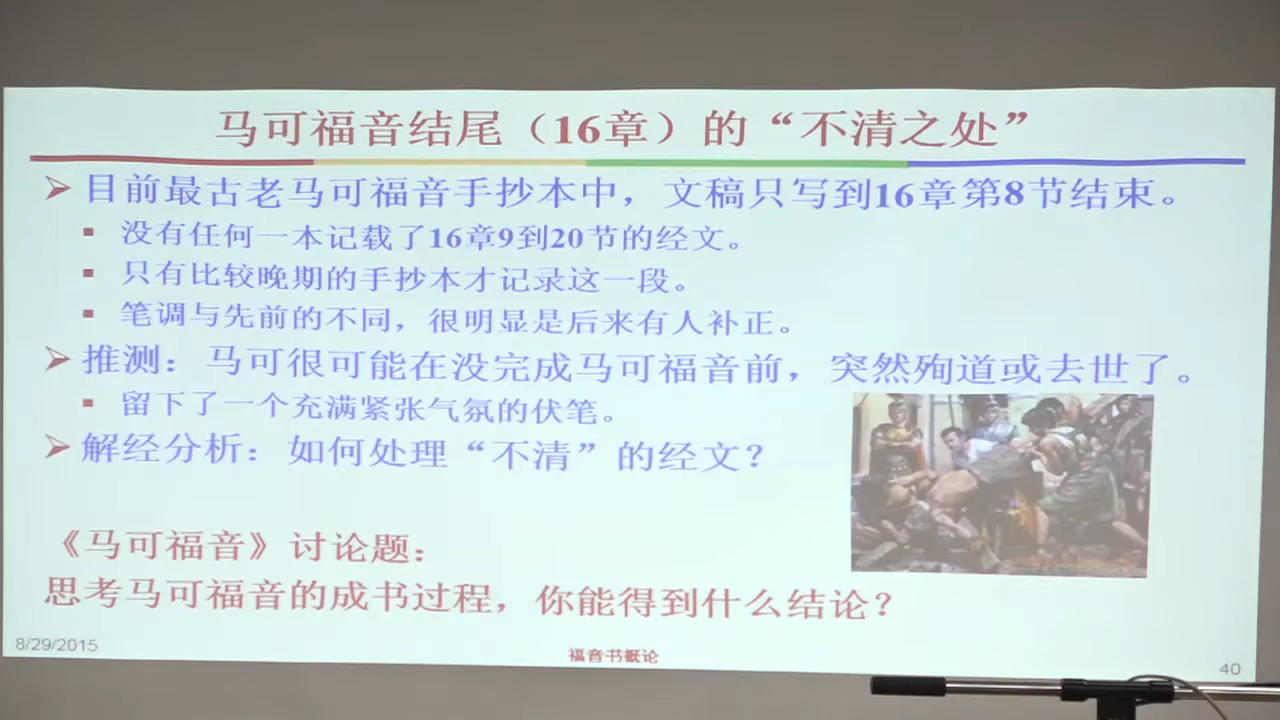 马可福音结尾（16章）的“不清之处”
目前最古老马可福音手抄本中，文稿只写到16章第8节结束。
没有任何一本记载了16章9到20节的经文。
只有比较晚期的手抄本才记录这一段。
笔调与先前的不同，很明显是后来有人补正。
推测：马可很可能在没完成马可福音前，突然殉道或去世了。
留下了一个充满紧张气氛的伏笔。
解经分析：如何处理“不清”的经文？
《马可福音》讨论题：
思考马可福音的成书过程，你能得到什么结论？
8/29/2015
福音书概论
40